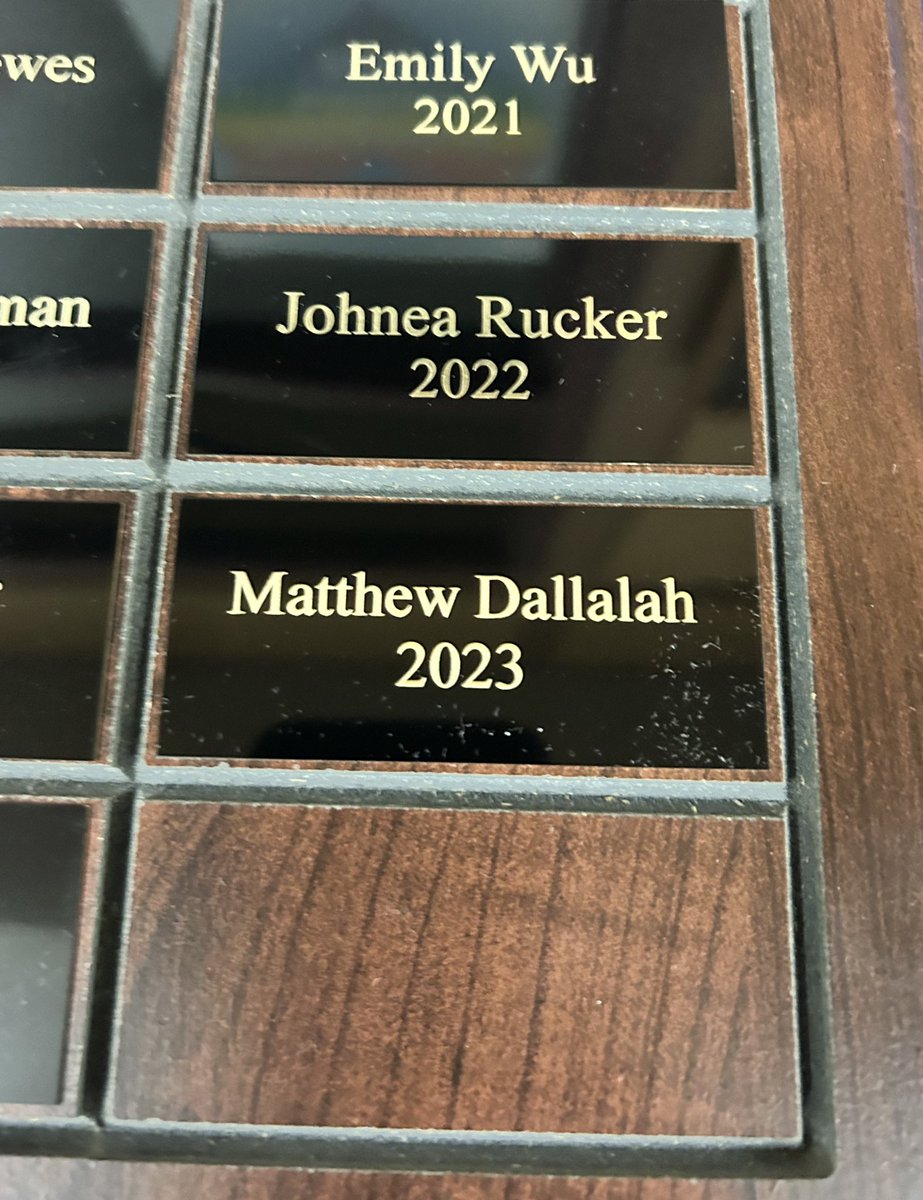 Emily Wu
2021
Johnea Rucker
2022
Matthew Dallalah
2023